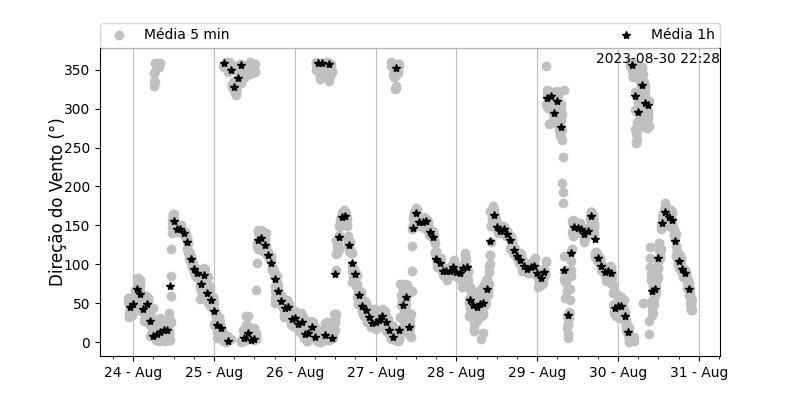 Média 5 min
Média 1h
2023-08-30 22:28
Direção do Vento (°)
350
300
250
200
150
100
50
0
24 - Aug
25 - Aug
26 - Aug
27 - Aug
28 - Aug
29 - Aug
30 - Aug
31 - Aug